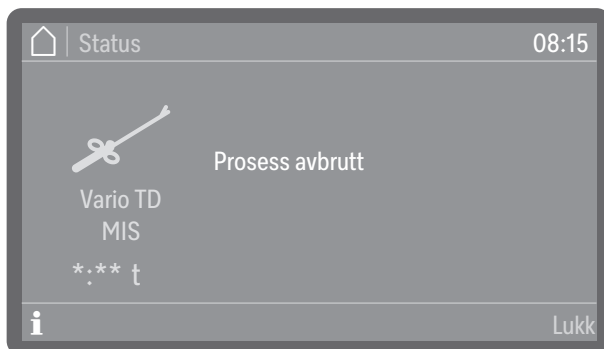 Status
08:15
Prosess avbrutt
Vario TD
MIS
*:** t
i
Lukk